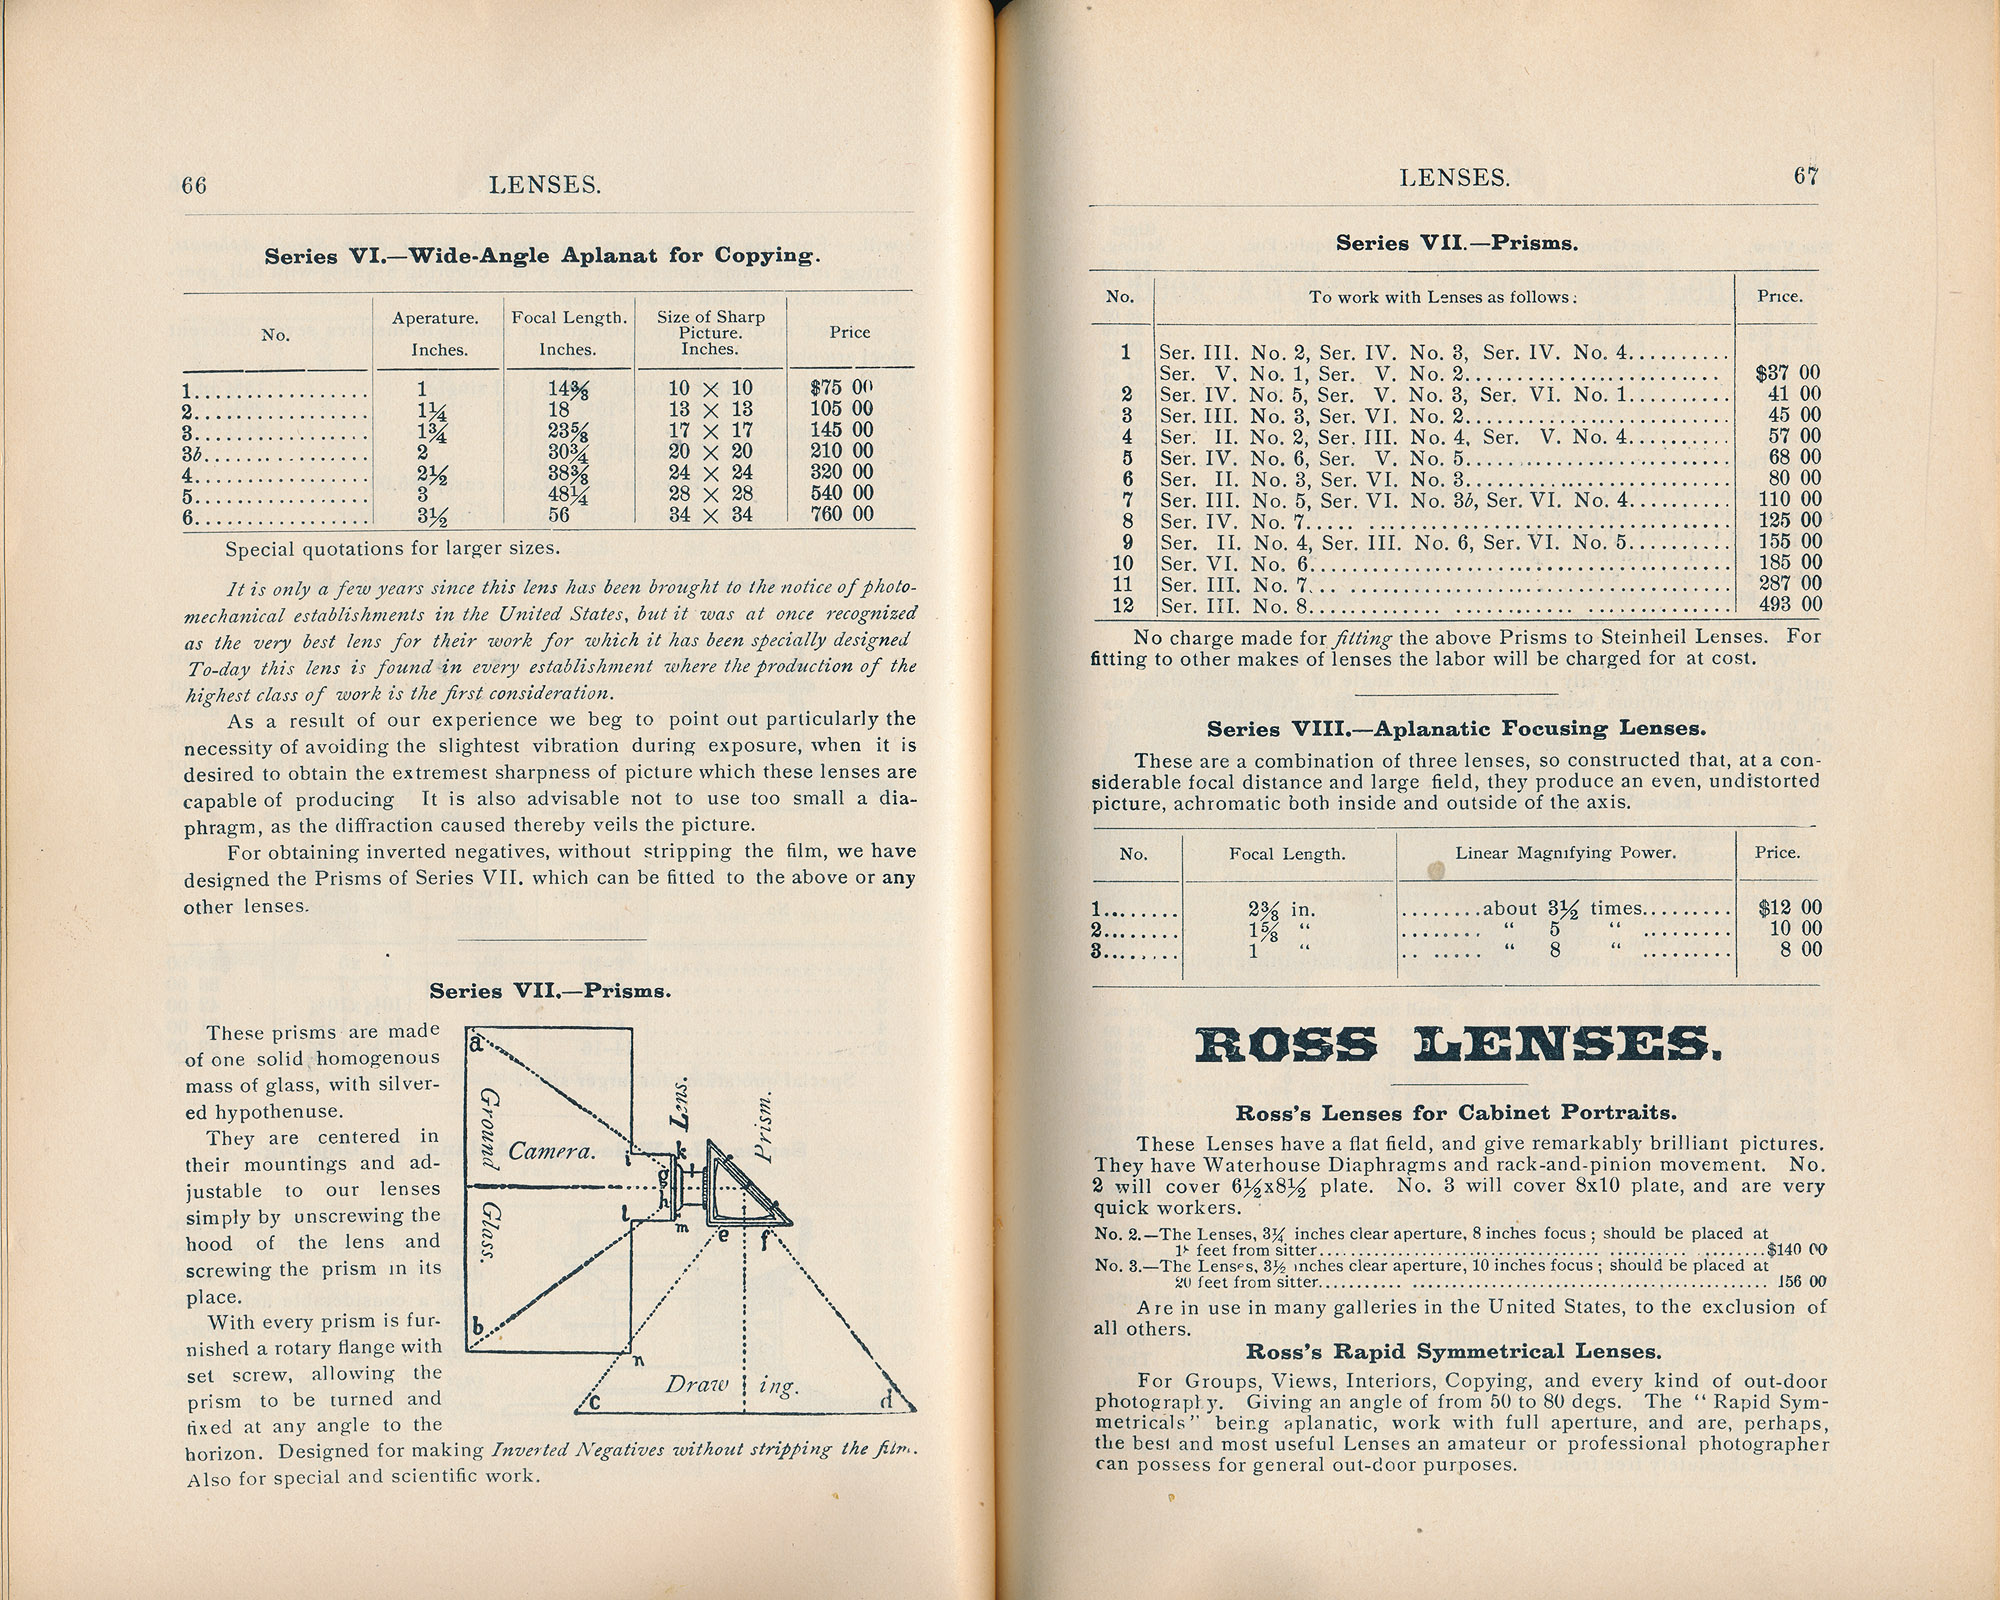 66
LENSES.
Series VI.—Wide-Angle Aplanat for Copying.
No. Aperature. Inches. Focal Length. Inches. Size of Sharp Picture. Inches. Price
1.................. 1 14⅜ 10 × 10 $75 00
2.................. 1¼ 18 13 × 13 105 00
3.................. 1¾ 23⅝ 17 × 17 145 00
3b................. 2 30¾ 20 × 20 210 00
4.................. 2½ 38⅜ 24 × 24 320 00
5.................. 3 48¼ 28 × 28 540 00
6.................. 3½ 56 34 × 34 760 00
Special quotations for larger sizes.
It is only a few years since this lens has been brought to the notice of photo-
mechanical establishments in the United States, but it was at once recognized
as the very best lens for their work for which it has been specially designed
To-day this lens is found in every establishment where the production of the
highest class of work is the first consideration.
As a result of our experience we beg to point out particularly the
necessity of avoiding the slightest vibration during exposure, when it is
desired to obtain the extremest sharpness of picture which these lenses are
capable of producing It is also advisable not to use too small a dia-
phragm, as the diffraction caused thereby veils the picture.
For obtaining inverted negatives, without stripping the film, we have
designed the Prisms of Series VII. which can be fitted to the above or any
other lenses.
Series VII.—Prisms.
These prisms are made
of one solid homogenous
mass of glass, with silver-
ed hypothenuse.
They are centered in
their mountings and ad-
justable to our lenses
simply by unscrewing the
hood of the lens and
screwing the prism in its
place.
With every prism is fur-
nished a rotary flange with
set screw, allowing the
prism to be turned and
fixed at any angle to the
horizon. Designed for making Inverted Negatives without stripping the film.
Also for special and scientific work.
a
Ground
Glass.
Camera.
Lens.
Prism.
i
k
g
h
l
m
e
f
b
n
Draw ing.
c
d
LENSES.
67
Series VII.—Prisms.
No. To work with Lenses as follows: Price.
1 Ser. III. No. 2, Ser. IV. No. 3, Ser. IV. No. 4..........
Ser. V. No. 1, Ser. V. No. 2.......................... $37 00
2 Ser. IV. No. 5, Ser. V. No. 3, Ser. VI. No. 1.......... 41 00
3 Ser. III. No. 3, Ser. VI. No. 2.......................... 45 00
4 Ser. II. No. 2, Ser. III. No. 4, Ser. V. No. 4.......... 57 00
5 Ser. IV. No. 6, Ser. V. No. 5.......................... 68 00
6 Ser. II. No. 3, Ser. VI. No. 3.......................... 80 00
7 Ser. III. No. 5, Ser. VI. No. 3b, Ser. VI. No. 4.......... 110 00
8 Ser. IV. No. 7..... .................................... 125 00
9 Ser. II. No. 4, Ser. III. No. 6, Ser. VI. No. 5.......... 155 00
10 Ser. VI. No. 6.......................................... 185 00
11 Ser. III. No. 7... ...................................... 287 00
12 Ser. III. No. 8............. ........... ............... 493 00
No charge made for fitting the above Prisms to Steinheil Lenses. For
fitting to other makes of lenses the labor will be charged for at cost.
Series VIII.—Aplanatic Focusing Lenses.
These are a combination of three lenses, so constructed that, at a con-
siderable focal distance and large field, they produce an even, undistorted
picture, achromatic both inside and outside of the axis.
No. Focal Length. Linear Magnifying Power. Price.
1........ 2⅜ in. ........about 3½ times......... $12 00
2........ 1⅝ “ ........ “ 5 “ ......... 10 00
3........ 1 “ .. ..... “ 8 “ ......... 8 00
ROSS LENSES.
Ross's Lenses for Cabinet Portraits.
These Lenses have a flat field, and give remarkably brilliant pictures.
They have Waterhouse Diaphragms and rack-and-pinion movement. No.
2 will cover 6½x8½ plate. No. 3 will cover 8x10 plate, and are very
quick workers.
No. 2.—The Lenses, 3¼ inches clear aperture, 8 inches focus; should be placed at
feet from sitter.................................. ......... ........$140 00
No. 3.—The Lenses, 3½ inches clear aperture, 10 inches focus; should be placed at
20 feet from sitter........... ................................................ 156 00
Are in use in many galleries in the United States, to the exclusion of
all others.
Ross's Rapid Symmetrical Lenses.
For Groups, Views, Interiors, Copying, and every kind of out-door
photography. Giving an angle of from 50 to 80 degs. The “Rapid Sym-
metricals” being aplanatic, work with full aperture, and are, perhaps,
the best and most useful Lenses an amateur or professional photographer
can possess for general out-door purposes.